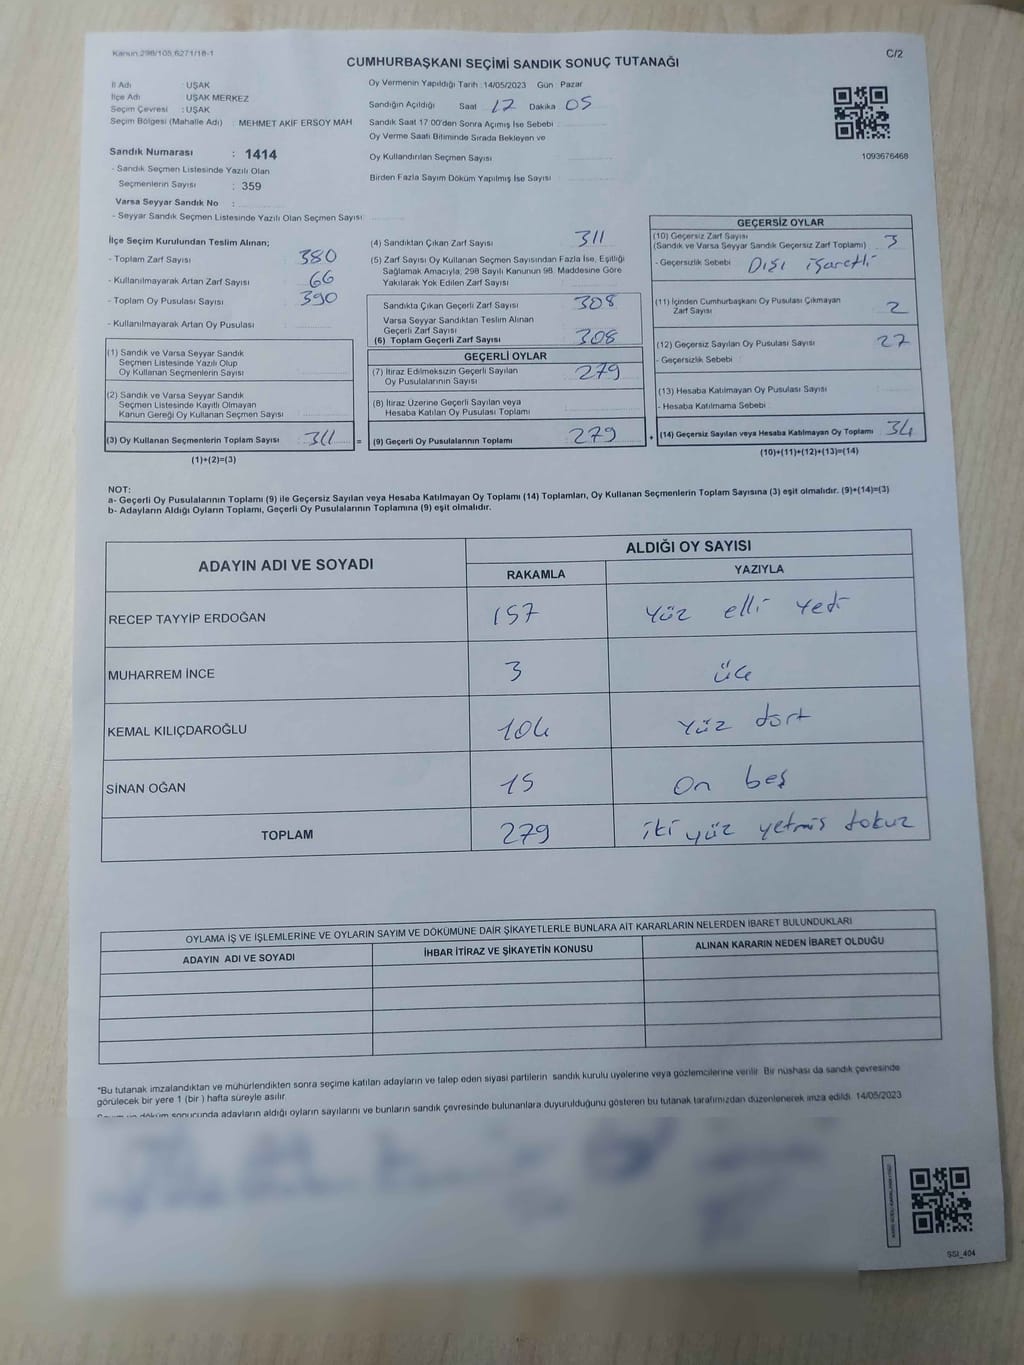 Kanun.298/105,6271/18-1
C/2
CUMHURBAŞKANI SEÇİMİ SANDIK SONUÇ TUTANAĞI
İl Adı : UŞAK
İlçe Adı : UŞAK MERKEZ
Seçim Çevresi : UŞAK
Seçim Bölgesi (Mahalle Adı) : MEHMET AKİF ERSOY MAH
Sandık Numarası : 1414
- Sandık Seçmen Listesinde Yazılı Olan
Seçmenlerin Sayısı : 359
Varsa Seyyar Sandık No :
- Seyyar Sandık Seçmen Listesinde Yazılı Olan Seçmen Sayısı:
Oy Vermenin Yapıldığı Tarih : 14/05/2023 Gün : Pazar
Sandığın Açıldığı Saat 17 Dakika 05
Sandık Saat 17:00'den Sonra Açımış İse Sebebi :
Oy Verme Saati Bitiminde Sırada Bekleyen ve
Oy Kullandırılan Seçmen Sayısı
Birden Fazla Sayım Döküm Yapılmış İse Sayısı :
1093676468
İlçe Seçim Kurulundan Teslim Alınan;
- Toplam Zarf Sayısı : 380
- Kullanılmayarak Artan Zarf Sayısı : 66
- Toplam Oy Pusulası Sayısı : 390
- Kullanılmayarak Artan Oy Pusulası :
(1) Sandık ve Varsa Seyyar Sandık
Seçmen Listesinde Yazılı Olup
Oy Kullanan Seçmenlerin Sayısı :
(2) Sandık ve Varsa Seyyar Sandık
Seçmen Listesinde Kayıtlı Olmayan
Kanun Gereği Oy Kullanan Seçmen Sayısı :
(3) Oy Kullanan Seçmenlerin Toplam Sayısı : 311 =
(1)+(2)=(3)
(4) Sandıktan Çıkan Zarf Sayısı : 311
(5) Zarf Sayısı Oy Kullanan Seçmen Sayısından Fazla İse, Eşitliği
Sağlamak Amacıyla; 298 Sayılı Kanunun 98. Maddesine Göre
Yakılarak Yok Edilen Zarf Sayısı :
Sandıkta Çıkan Geçerli Zarf Sayısı : 308
Varsa Seyyar Sandıktan Teslim Alınan
Geçerli Zarf Sayısı :
(6) Toplam Geçerli Zarf Sayısı : 308
GEÇERLİ OYLAR
(7) İtiraz Edilmeksizin Geçerli Sayılan
Oy Pusulalarının Sayısı : 279
(8) İtiraz Üzerine Geçerli Sayılan veya
Hesaba Katılan Oy Pusulası Toplamı :
(9) Geçerli Oy Pusulalarının Toplamı : 279 +
GEÇERSİZ OYLAR
(10) Geçersiz Zarf Sayısı : 3
(Sandık ve Varsa Seyyar Sandık Geçersiz Zarf Toplamı)
- Geçersizlik Sebebi : Dışı işaretli
(11) İçinden Cumhurbaşkanı Oy Pusulası Çıkmayan
Zarf Sayısı : 2
(12) Geçersiz Sayılan Oy Pusulası Sayısı : 27
- Geçersizlik Sebebi :
(13) Hesaba Katılmayan Oy Pusulası Sayısı :
- Hesaba Katılmama Sebebi :
(14) Geçersiz Sayılan veya Hesaba Katılmayan Oy Toplamı : 34
(10)+(11)+(12)+(13)=(14)
NOT:
a- Geçerli Oy Pusulalarının Toplamı (9) ile Geçersiz Sayılan veya Hesaba Katılmayan Oy Toplamı (14) Toplamları, Oy Kullanan Seçmenlerin Toplam Sayısına (3) eşit olmalıdır. (9)+(14)=(3)
b- Adayların Aldığı Oyların Toplamı, Geçerli Oy Pusulalarının Toplamına (9) eşit olmalıdır.
ADAYIN ADI VE SOYADI
ALDIĞI OY SAYISI
RAKAMLA YAZIYLA
RECEP TAYYİP ERDOĞAN 157 Yüz elli yedi
MUHARREM İNCE 3 üç
KEMAL KILIÇDAROĞLU 104 Yüz dört
SİNAN OĞAN 15 On beş
TOPLAM 279 iki yüz yetmiş dokuz
OYLAMA İŞ VE İŞLEMLERİNE VE OYLARIN SAYIM VE DÖKÜMÜNE DAİR ŞİKAYETLERLE BUNLARA AİT KARARLARIN NELERDEN İBARET BULUNDUKLARI
ADAYIN ADI VE SOYADI İHBAR İTİRAZ VE ŞİKAYETİN KONUSU ALINAN KARARIN NEDEN İBARET OLDUĞU
*Bu tutanak imzalandıktan ve mühürlendikten sonra seçime katılan adayların ve talep eden siyasi partilerin sandık kurulu üyelerine veya gözlemcilerine verilir. Bir nüshası da sandık çevresinde
görülecek bir yere 1 (bir ) hafta süreyle asılır.
Sayım ve döküm sonucunda adayların aldığı oyların sayılarını ve bunların sandık çevresinde bulunanlara duyurulduğunu gösteren bu tutanak tarafımızdan düzenlenerek imza edildi. 14/05/2023
SSİ_404